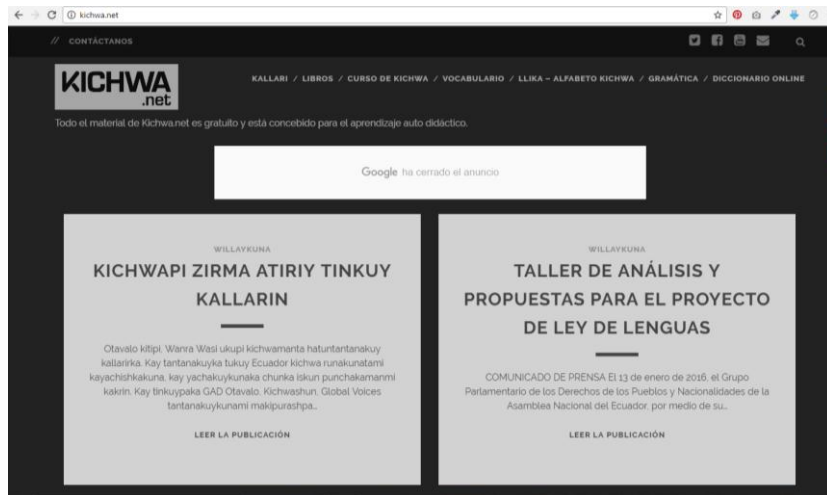 kichwa.net
// CONTÁCTANOS
KICHWA
.net
KALLARI / LIBROS / CURSO DE KICHWA / VOCABULARIO / LLIKA – ALFABETO KICHWA / GRAMÁTICA / DICCIONARIO ONLINE
Todo el material de Kichwa.net es gratuito y está concebido para el aprendizaje auto didáctico.
Google ha cerrado el anuncio
WILLAYKUNA
KICHWAPI ZIRMA ATIRIY TINKUY
KALLARIN
Otavalo kitipi, Wanra Wasi ukupi kichwamanta hatuntantanakuy
kallarirka. Kay tantanakuyka tukuy Ecuador kichwa runakunatami
kayachishkakuna, kay yachakuykunaka chunka iskun punchakamanmi
kakrin. Kay tinkuypaka GAD Otavalo, Kichwashun, Global Voices
tantanakuykunami makipurashpa...
LEER LA PUBLICACIÓN
WILLAYKUNA
TALLER DE ANÁLISIS Y
PROPUESTAS PARA EL PROYECTO
DE LEY DE LENGUAS
COMUNICADO DE PRENSA El 13 de enero de 2016, el Grupo
Parlamentario de los Derechos de los Pueblos y Nacionalidades de la
Asamblea Nacional del Ecuador, por medio de su...
LEER LA PUBLICACIÓN